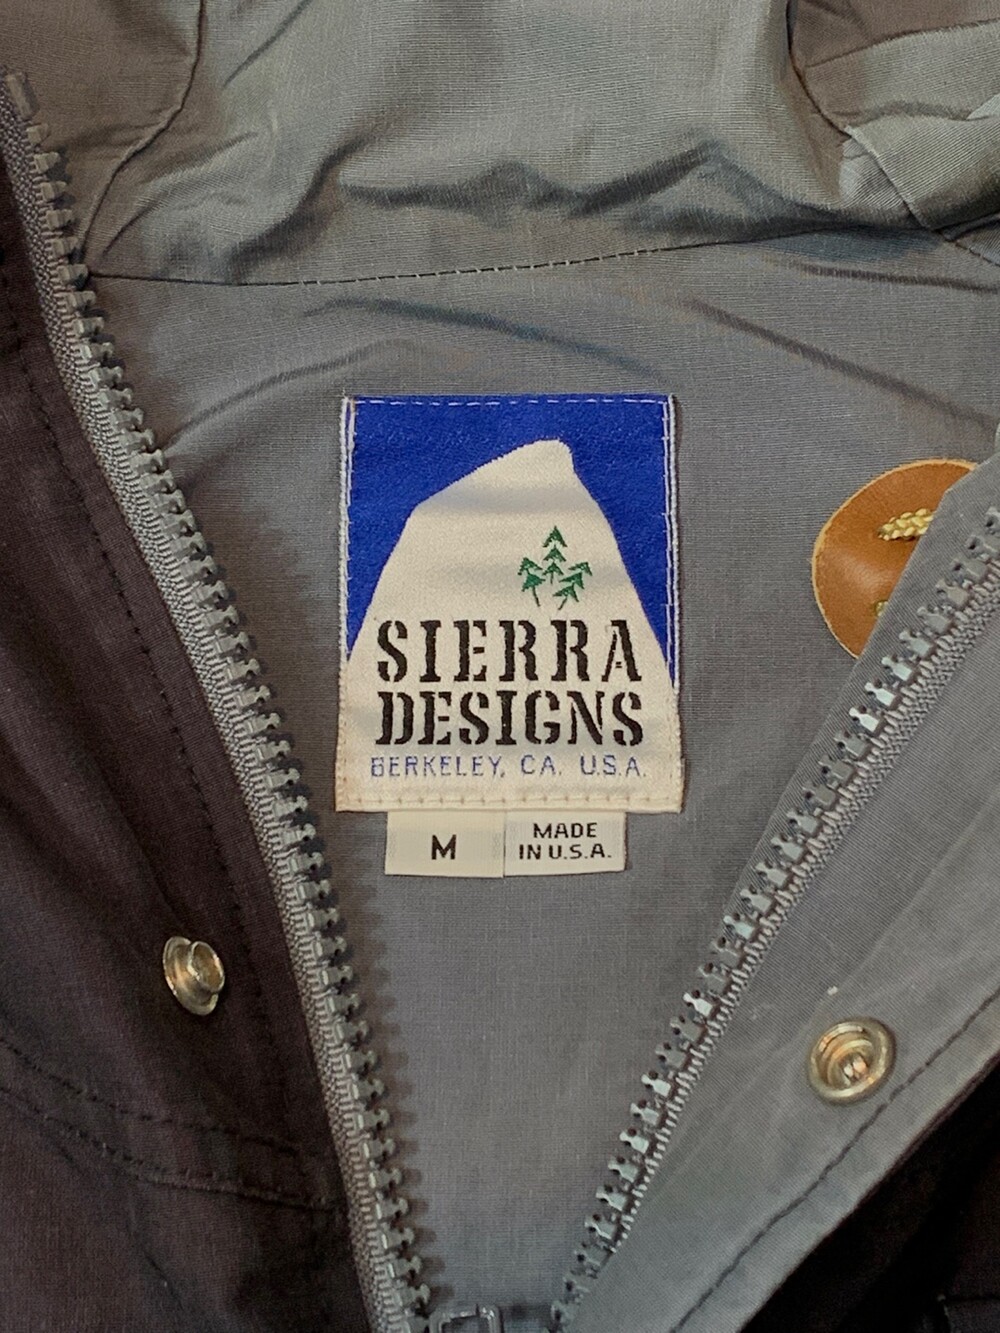 SIERRA
DESIGNS
BERKELEY, CA. U.S.A.
M
MADE
IN U.S.A.